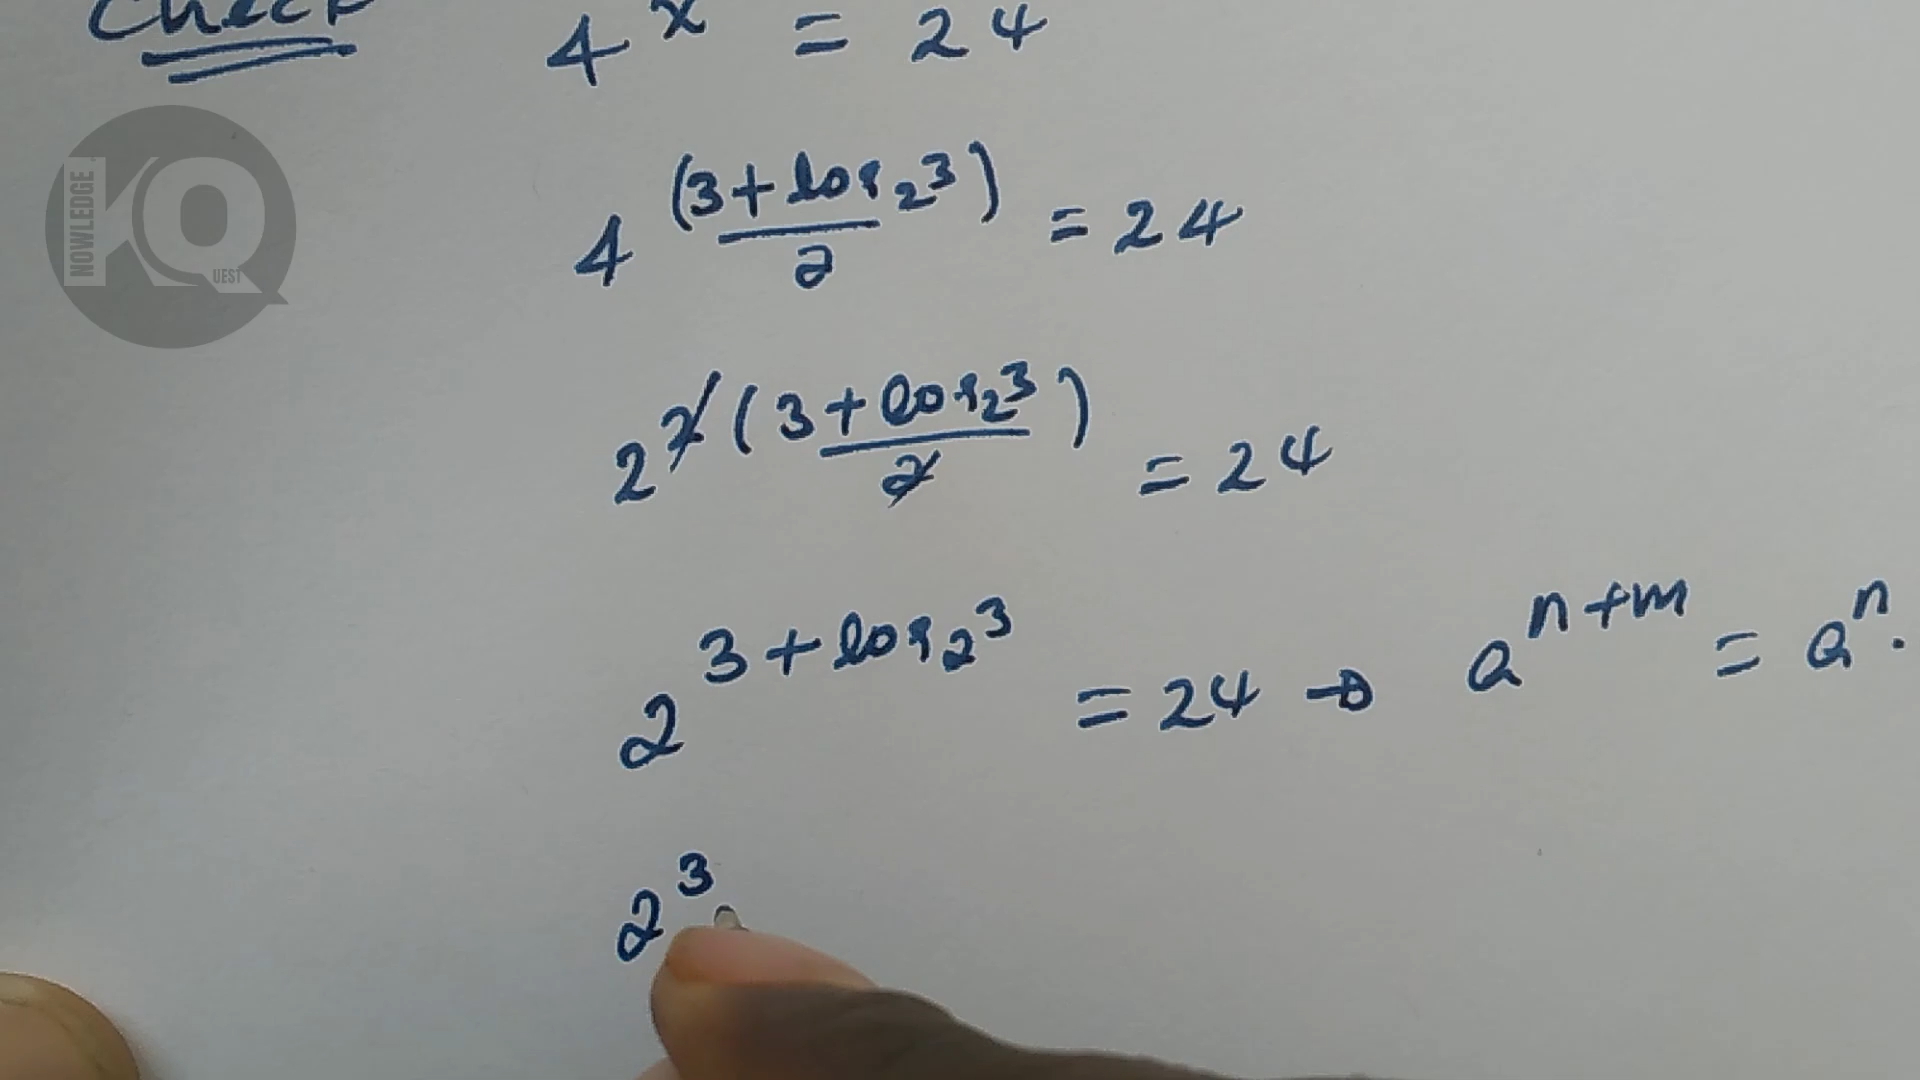 Check 4^x = 24
KNOWLEDGE QUEST
4^((3+log₂3)/2) = 24
2^(2((3+log₂3)/2)) = 24
2^(3+log₂3) = 24 → a^(n+m) = a^n.
2^3